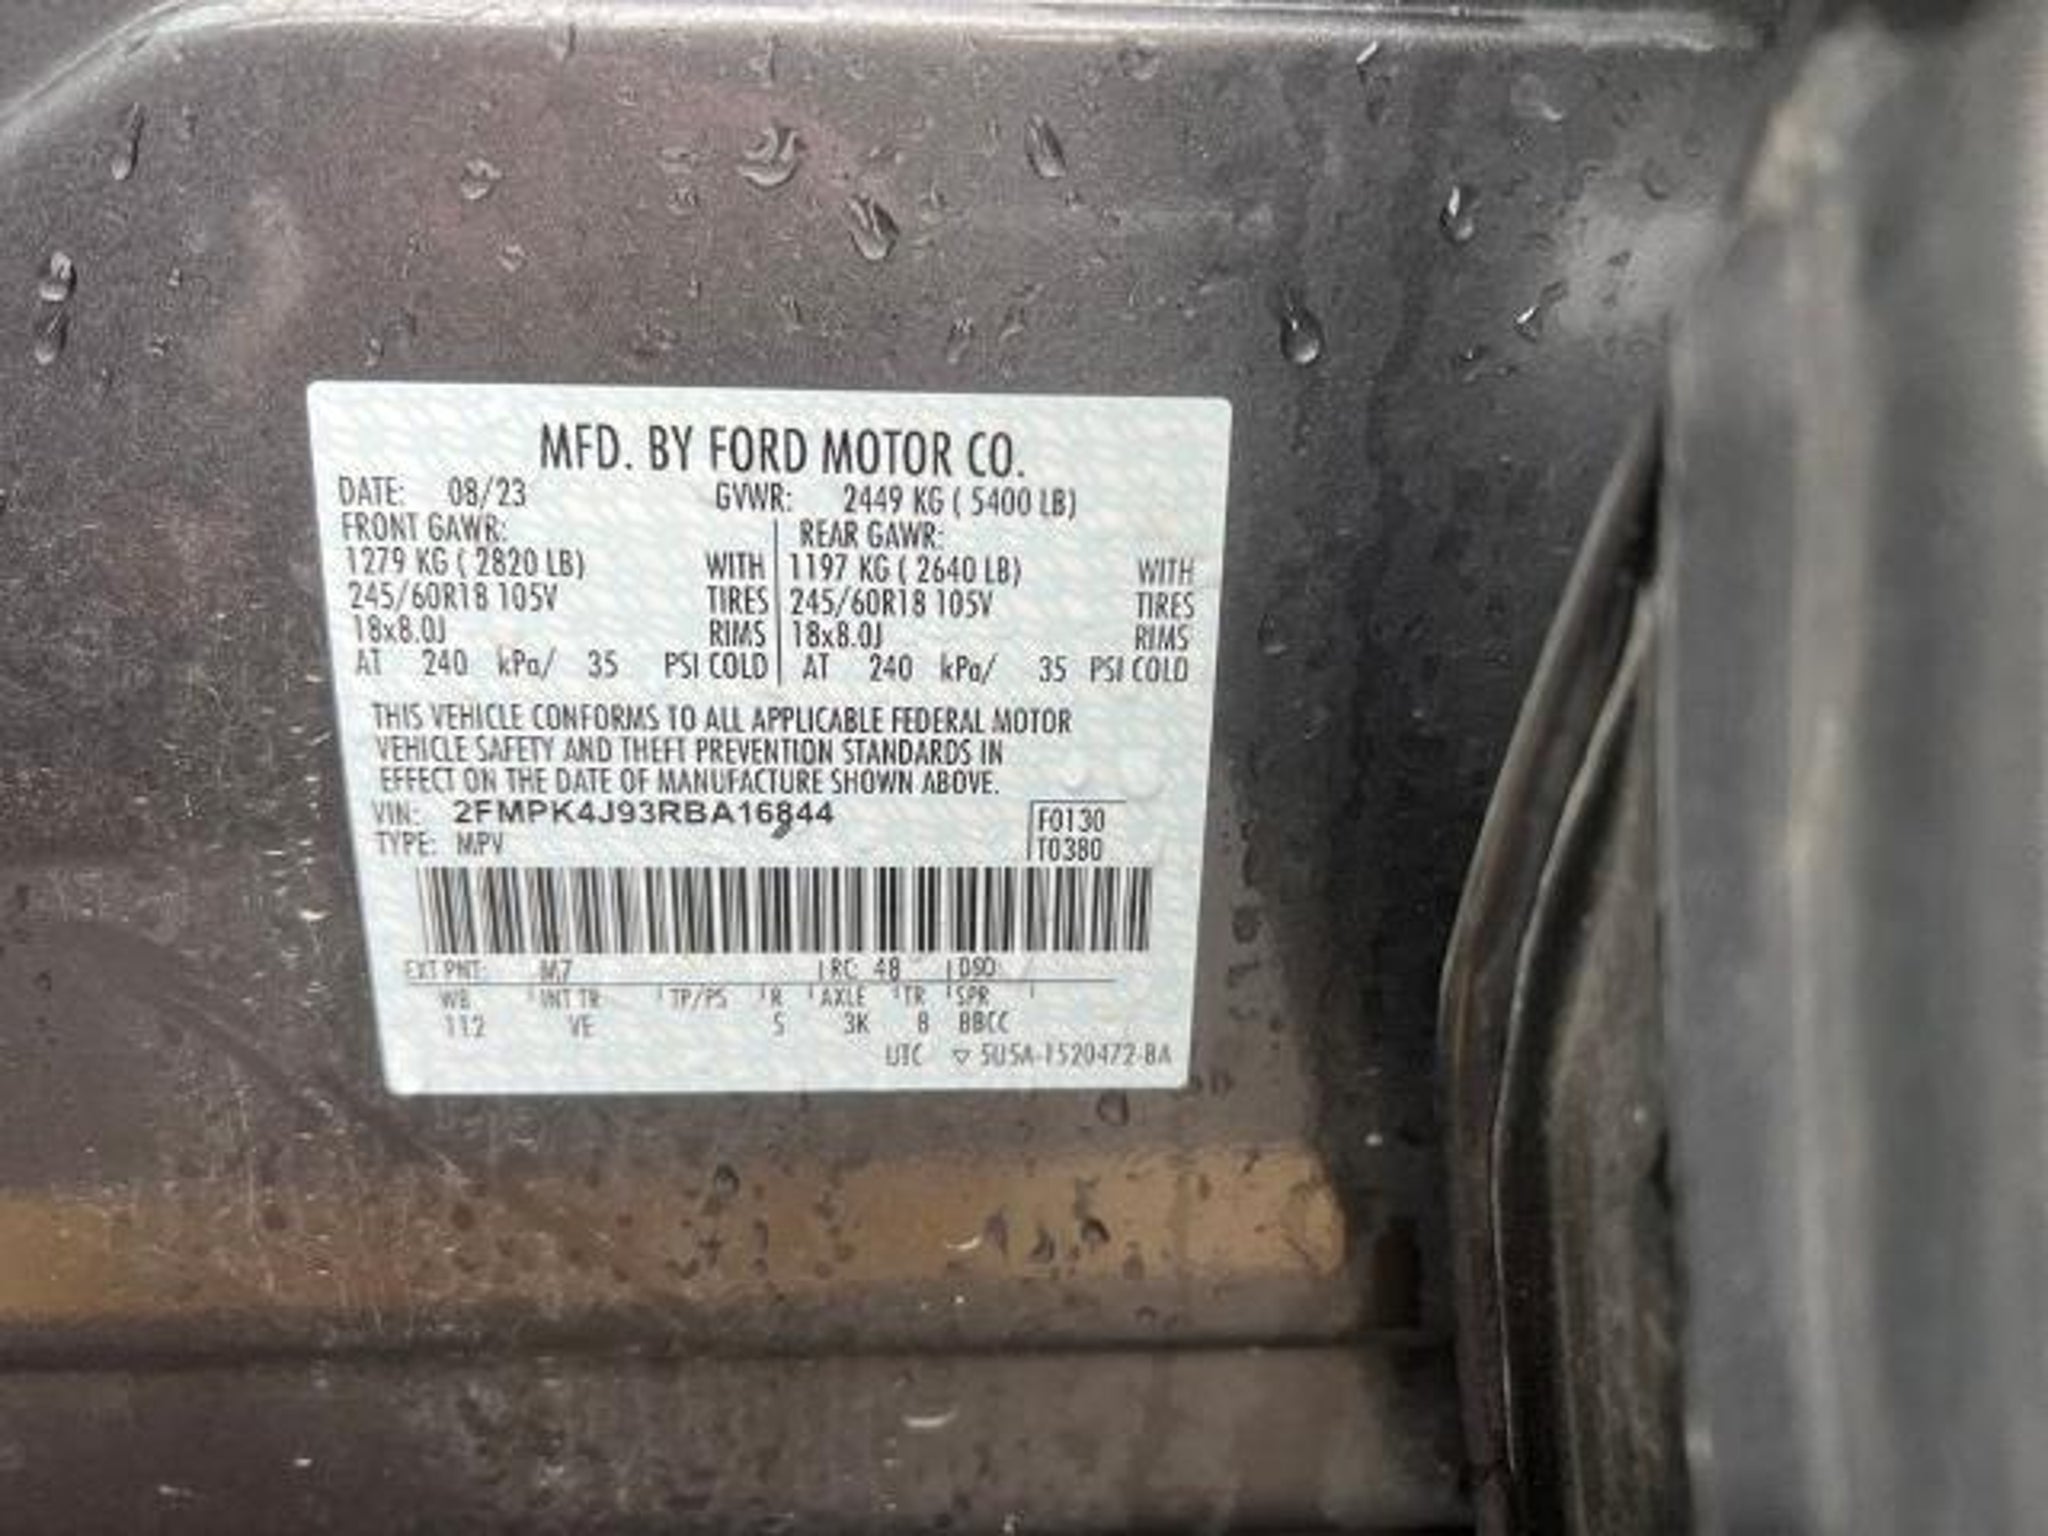 MFD. BY FORD MOTOR CO.
DATE: 08/23 GVWR: 2449 KG ( 5400 LB)
FRONT GAWR: REAR GAWR:
1279 KG ( 2820 LB) WITH 1197 KG ( 2640 LB) WITH
245/60R18 105V TIRES 245/60R18 105V TIRES
18x8.0J RIMS 18x8.0J RIMS
AT 240 kPa/ 35 PSI COLD AT 240 kPa/ 35 PSI COLD
THIS VEHICLE CONFORMS TO ALL APPLICABLE FEDERAL MOTOR
VEHICLE SAFETY AND THEFT PREVENTION STANDARDS IN
EFFECT ON THE DATE OF MANUFACTURE SHOWN ABOVE.
VIN: 2FMPK4J93RBA16844 F0130
TYPE: MPV T0380
EXT PNT: M7 RC: 48 DSO:
WB INT TR TP/PS R AXLE TR SPR
112 VE 5 3K 8 BBCC
UTC ▽ 5U5A-1520472-BA